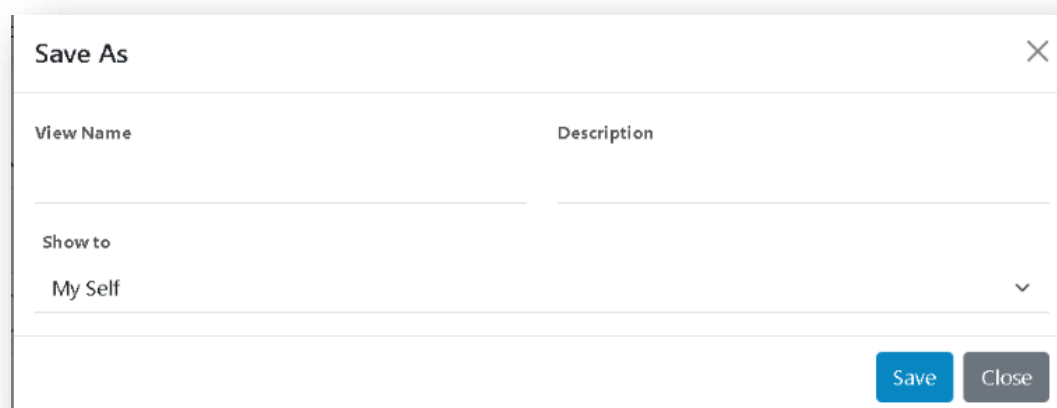 Save As
View Name
Description
Show to
My Self
Save
Close